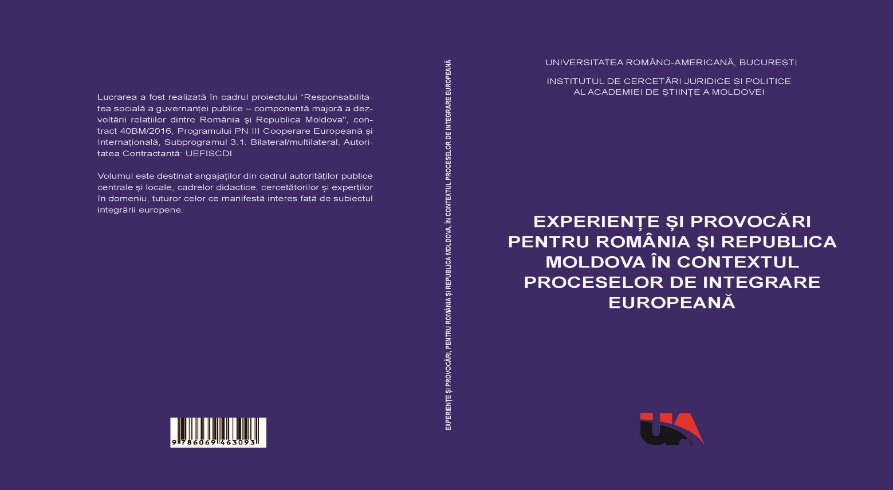 Lucrarea a fost realizată în cadrul proiectului "Responsabilita-
tea socială a guvernanței publice – componentă majoră a dez-
voltării relațiilor dintre România și Republica Moldova", con-
tract 40BM/2016, Programului PN III Cooperare Europeană și
Internațională, Subprogramul 3.1. Bilateral/multilateral, Autori-
tatea Contractantă: UEFISCDI
Volumul este destinat angajaților din cadrul autorităților publice
centrale și locale, cadrelor didactice, cercetătorilor și experților
în domeniu, tuturor celor ce manifestă interes față de subiectul
integrării europene.
9 786069 463093
EXPERIENȚE ȘI PROVOCĂRI, PENTRU ROMÂNIA ȘI REPUBLICA MOLDOVA, ÎN CONTEXTUL PROCESELOR DE INTEGRARE EUROPEANĂ
UNIVERSITATEA ROMÂNO-AMERICANĂ, BUCUREȘTI
INSTITUTUL DE CERCETĂRI JURIDICE ȘI POLITICE
AL ACADEMIEI DE ȘTIINȚE A MOLDOVEI
EXPERIENȚE ȘI PROVOCĂRI
PENTRU ROMÂNIA ȘI REPUBLICA
MOLDOVA ÎN CONTEXTUL
PROCESELOR DE INTEGRARE
EUROPEANĂ
UA